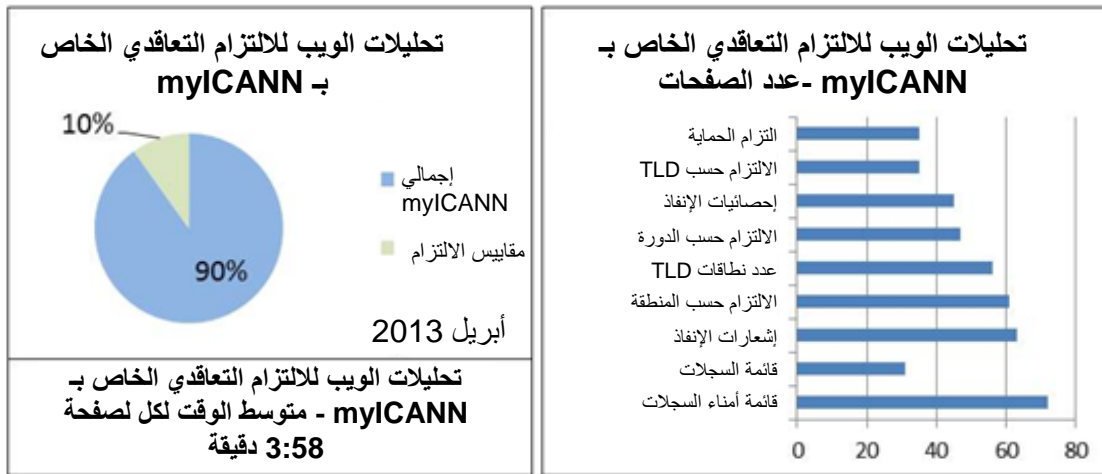 تحليلات الويب للالتزام التعاقدي الخاص بـ
myICANN -عدد الصفحات
التزام الحماية
الالتزام حسب TLD
إحصائيات الإنفاذ
الالتزام حسب الدورة
عدد نطاقات TLD
الالتزام حسب المنطقة
إشعارات الإنفاذ
قائمة السجلات
قائمة أمناء السجلات
0 20 40 60 80
تحليلات الويب للالتزام التعاقدي الخاص
بـ myICANN
10%
90%
إجمالي
myICANN
مقاييس الالتزام
أبريل 2013
تحليلات الويب للالتزام التعاقدي الخاص بـ
myICANN - متوسط الوقت لكل لصفحة
3:58 دقيقة